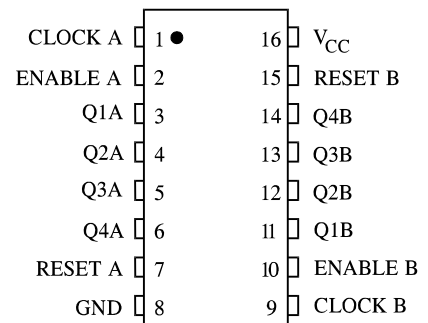 CLOCK A 1 16 VCC
ENABLE A 2 15 RESET B
Q1A 3 14 Q4B
Q2A 4 13 Q3B
Q3A 5 12 Q2B
Q4A 6 11 Q1B
RESET A 7 10 ENABLE B
GND 8 9 CLOCK B